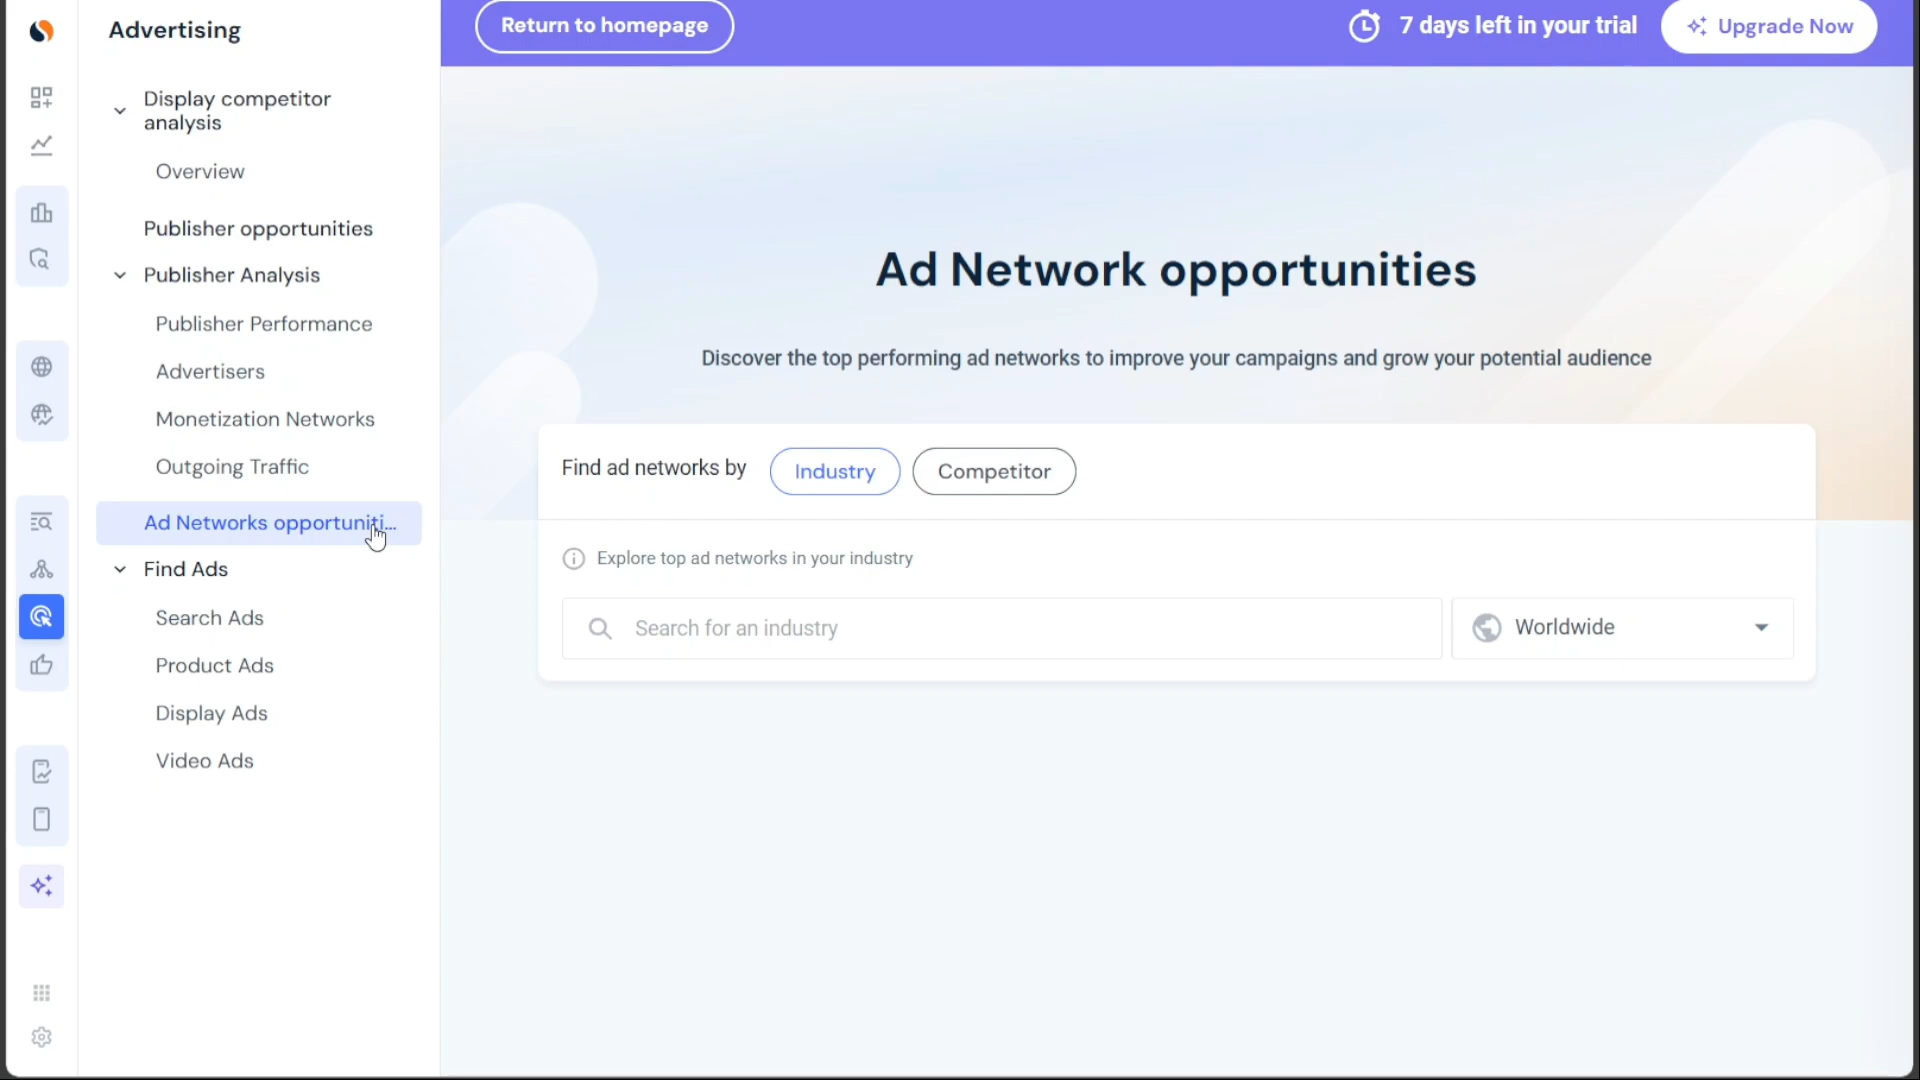 Advertising
Display competitor
analysis
Overview
Publisher opportunities
Publisher Analysis
Publisher Performance
Advertisers
Monetization Networks
Outgoing Traffic
Ad Networks opportuniti...
Find Ads
Search Ads
Product Ads
Display Ads
Video Ads
Return to homepage
7 days left in your trial
Upgrade Now
Ad Network opportunities
Discover the top performing ad networks to improve your campaigns and grow your potential audience
Find ad networks by Industry Competitor
Explore top ad networks in your industry
Search for an industry
Worldwide